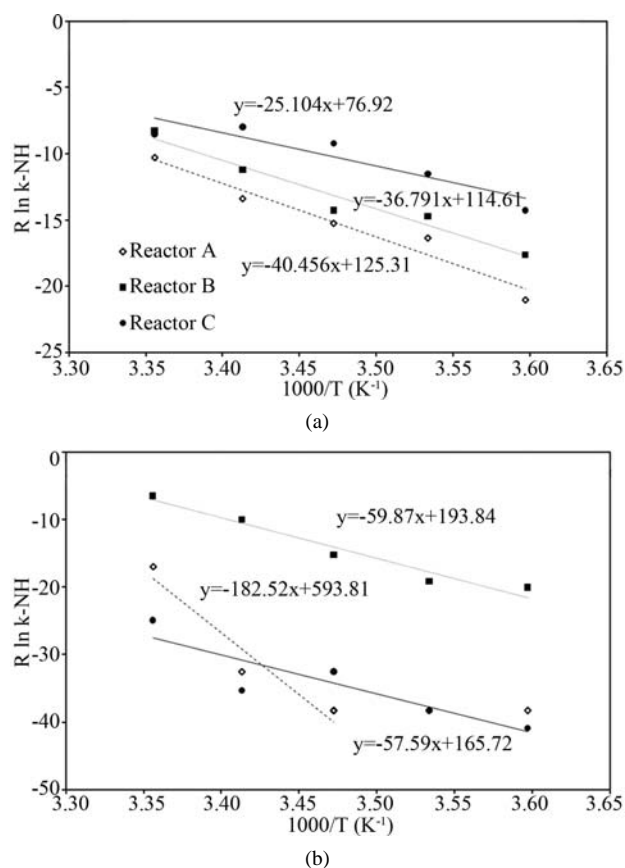 0
-5
y=-25.104x+76.92
-10
R ln k-NH
y=-36.791x+114.61
-15
Reactor A
y=-40.456x+125.31
Reactor B
-20
Reactor C
-25
3.30 3.35 3.40 3.45 3.50 3.55 3.60 3.65
1000/T (K⁻¹)
(a)
0
-10
y=-59.87x+193.84
-20
y=-182.52x+593.81
R ln k-NH
-30
-40
y=-57.59x+165.72
-50
3.30 3.35 3.40 3.45 3.50 3.55 3.60 3.65
1000/T (K⁻¹)
(b)